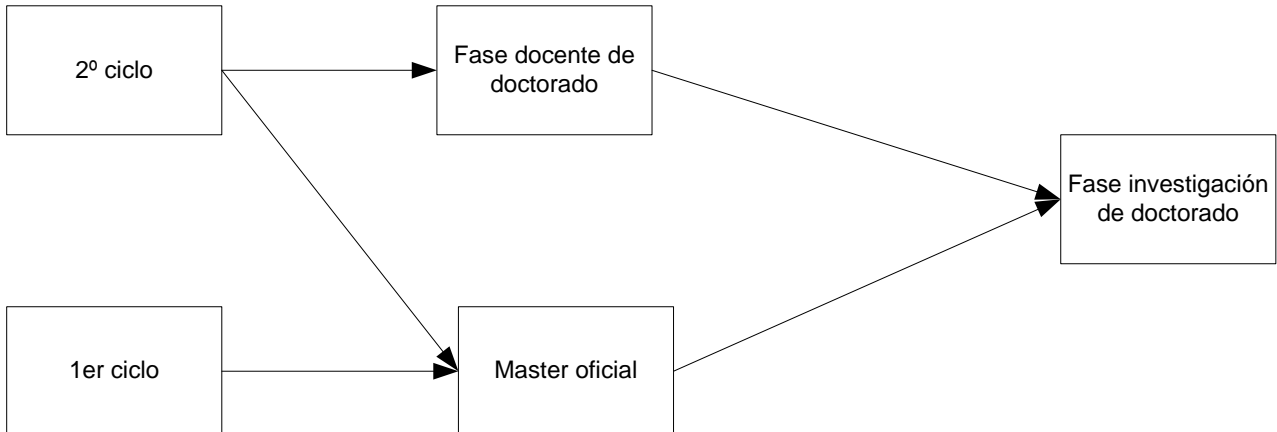 2º ciclo
Fase docente de
doctorado
Fase investigación
de doctorado
1er ciclo
Master oficial